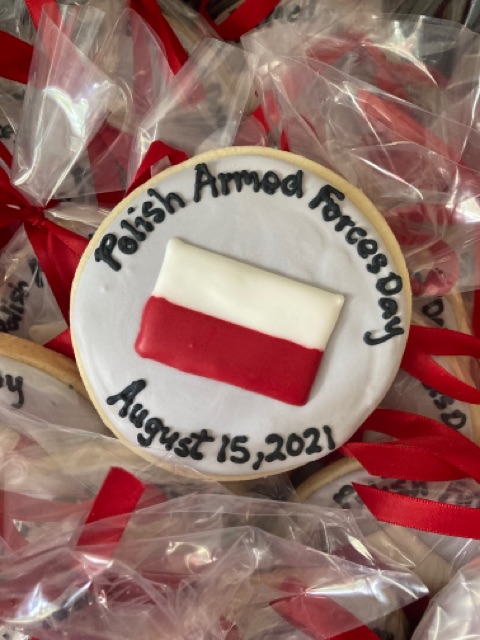 Polish Armed Forces Day
August 15, 2021